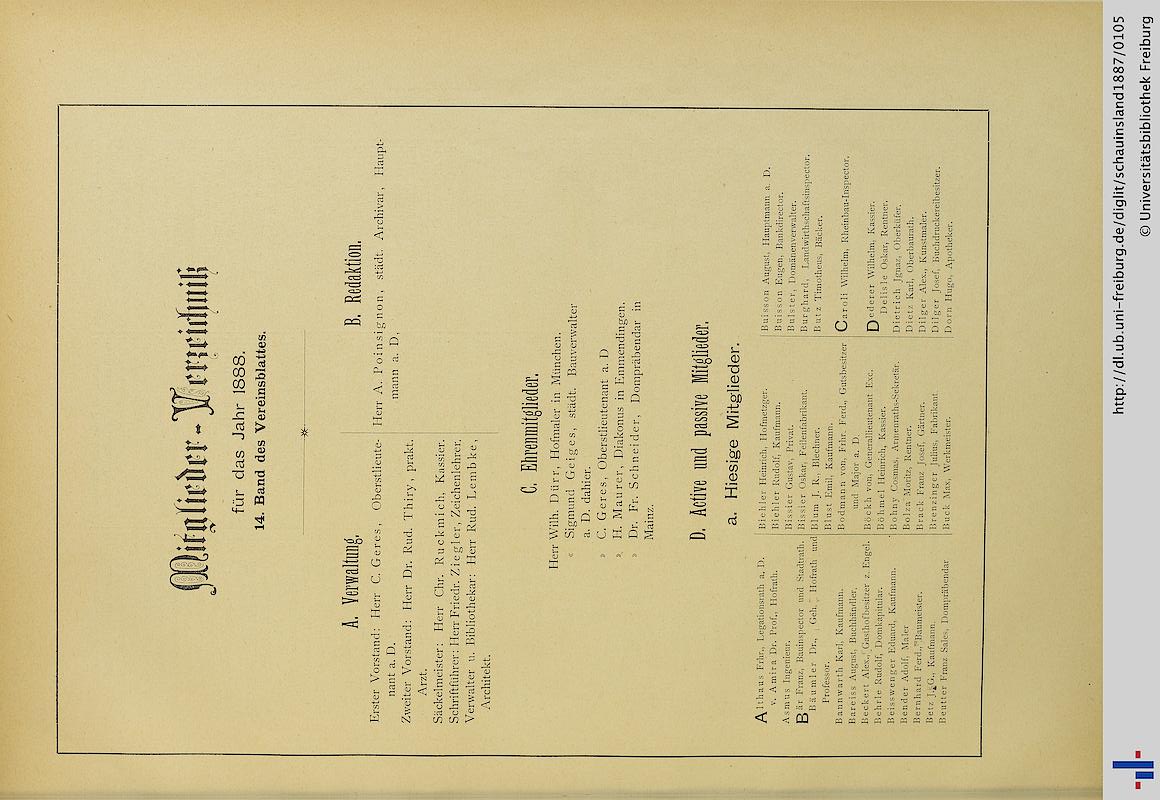 Mitglieder-Verzeichniß
für das Jahr 1888.
14. Band des Vereinsblattes.
A. Verwaltung.
Erster Vorstand: Herr C. Geres, Oberstlieute-
nant a. D.
Zweiter Vorstand: Herr Dr. Rud. Thiry, prakt.
Arzt.
Säckelmeister: Herr Chr. Ruckmich, Kassier.
Schriftführer: Herr Friedr. Ziegler, Zeichenlehrer.
Verwalter u. Bibliothekar: Herr Rud. Lembke,
Architekt.
B. Redaktion.
Herr A. Poinsignon, städt. Archivar, Haupt-
mann a. D.
C. Ehrenmitglieder.
Herr Wilh. Dürr, Hofmaler in München.
« Sigmund Geiges, städt. Bauverwalter
a. D. dahier.
» C. Geres, Oberstlieutenant a. D
» H. Maurer, Diakonus in Emmendingen.
» Dr. Fr. Schneider, Dompräbendar in
Mainz.
D. Active und passive Mitglieder.
a. Hiesige Mitglieder.
Althaus Frhr., Legationsrath a. D.
v. Amira Dr. Prof., Hofrath.
Asmus Ingenieur.
Bär Franz, Bauinspector und Stadtrath.
Bäumler Dr., Geh. Hofrath und
Professor.
Bannwarth Karl, Kaufmann.
Bareiss August, Buchhändler.
Beckert Alex., Gasthofbesitzer z. Engel.
Behrle Rudolf, Domkapitular.
Beisswenger Eduard, Kaufmann.
Bender Adolf, Maler
Bernhard Ferd., Baumeister.
Betz J. G., Kaufmann.
Beutter Franz Sales, Dompräbendar
Biehler Heinrich, Hofmetzger.
Biehler Rudolf, Kaufmann.
Bissier Gustav, Privat.
Bissier Oskar, Feilenfabrikant.
Blum J. R., Blechner.
Blust Emil, Kaufmann.
Bodmann von, Frhr. Ferd., Gutsbesitzer
und Major a. D.
Böckh von, Generallieutenant Exc.
Böhmel Heinrich, Kassier.
Bohny Cosmas, Armenraths-Sekretär.
Bolza Moritz, Rentner.
Brack Franz Josef, Gärtner.
Brenzinger Julius, Fabrikant.
Buck Max, Werkmeister.
Buisson August, Hauptmann a. D.
Buisson Eugen, Bankdirector.
Bulster, Domänenverwalter.
Burghard, Landwirthschaftsinspector.
Butz Timotheus, Bäcker.
Caroli Wilhelm, Rheinbau-Inspector.
Dederer Wilhelm, Kassier.
Delisle Oskar, Rentner.
Dietrich Ignaz, Oberküfer.
Dietz Karl, Oberbaurath.
Dilger Alex., Kunstmaler.
Dilger Josef, Buchdruckereibesitzer.
Dorn Hugo, Apotheker.
http://dl.ub.uni-freiburg.de/diglit/schauinsland1887/0105
© Universitätsbibliothek Freiburg